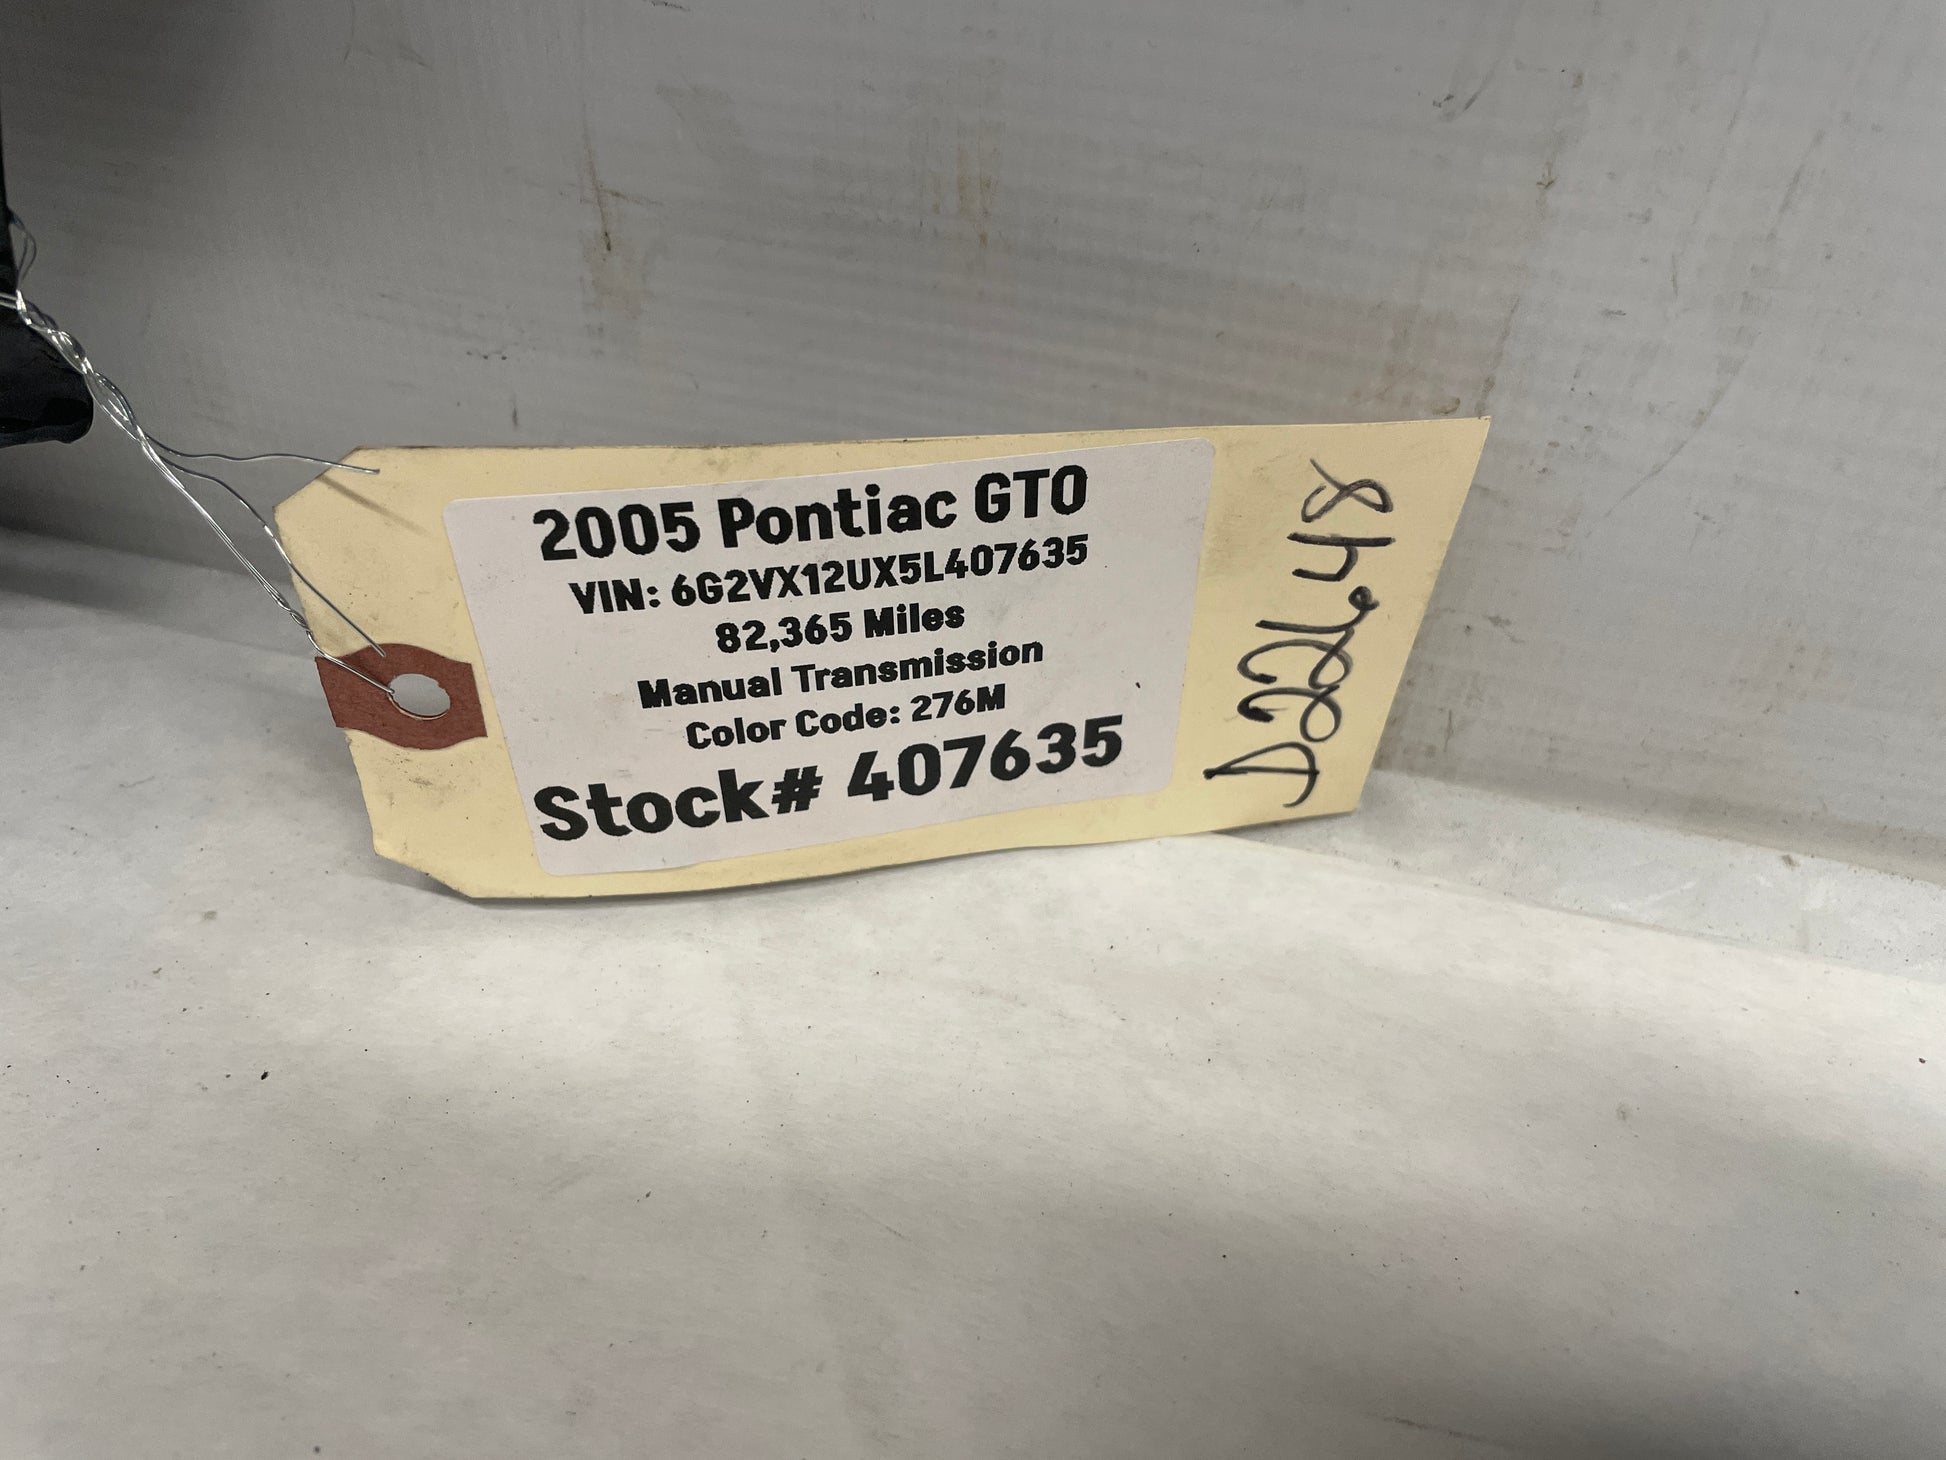 2005 Pontiac GTO
VIN: 6G2VX12UX5L407635
82,365 Miles
Manual Transmission
Color Code: 276M
Stock# 407635
D22648